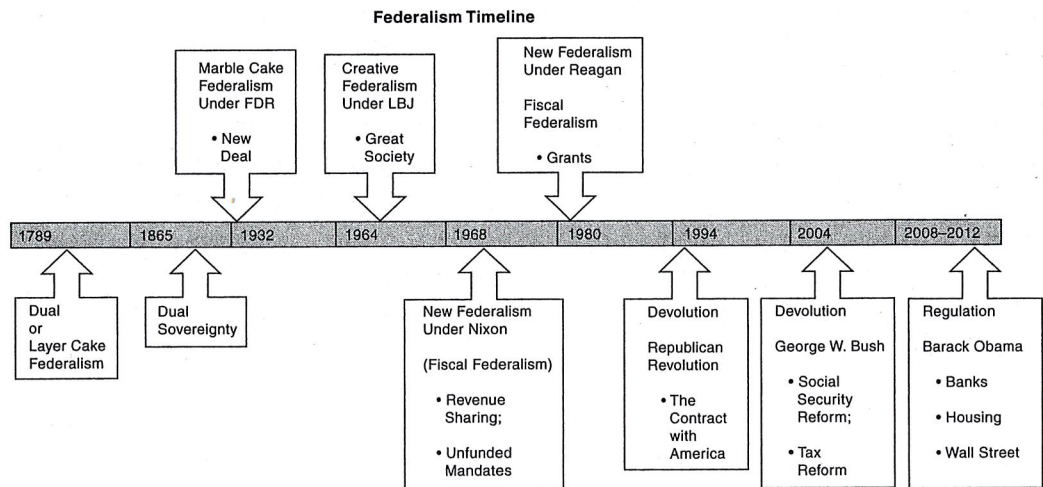 Federalism Timeline
Marble Cake
Federalism
Under FDR
• New
Deal
Creative
Federalism
Under LBJ
• Great
Society
New Federalism
Under Reagan
Fiscal
Federalism
• Grants
1789
1865
1932
1964
1968
1980
1994
2004
2008–2012
Dual
or
Layer Cake
Federalism
Dual
Sovereignty
New Federalism
Under Nixon
(Fiscal Federalism)
• Revenue
Sharing;
• Unfunded
Mandates
Devolution
Republican
Revolution
• The
Contract
with
America
Devolution
George W. Bush
• Social
Security
Reform;
• Tax
Reform
Regulation
Barack Obama
• Banks
• Housing
• Wall Street